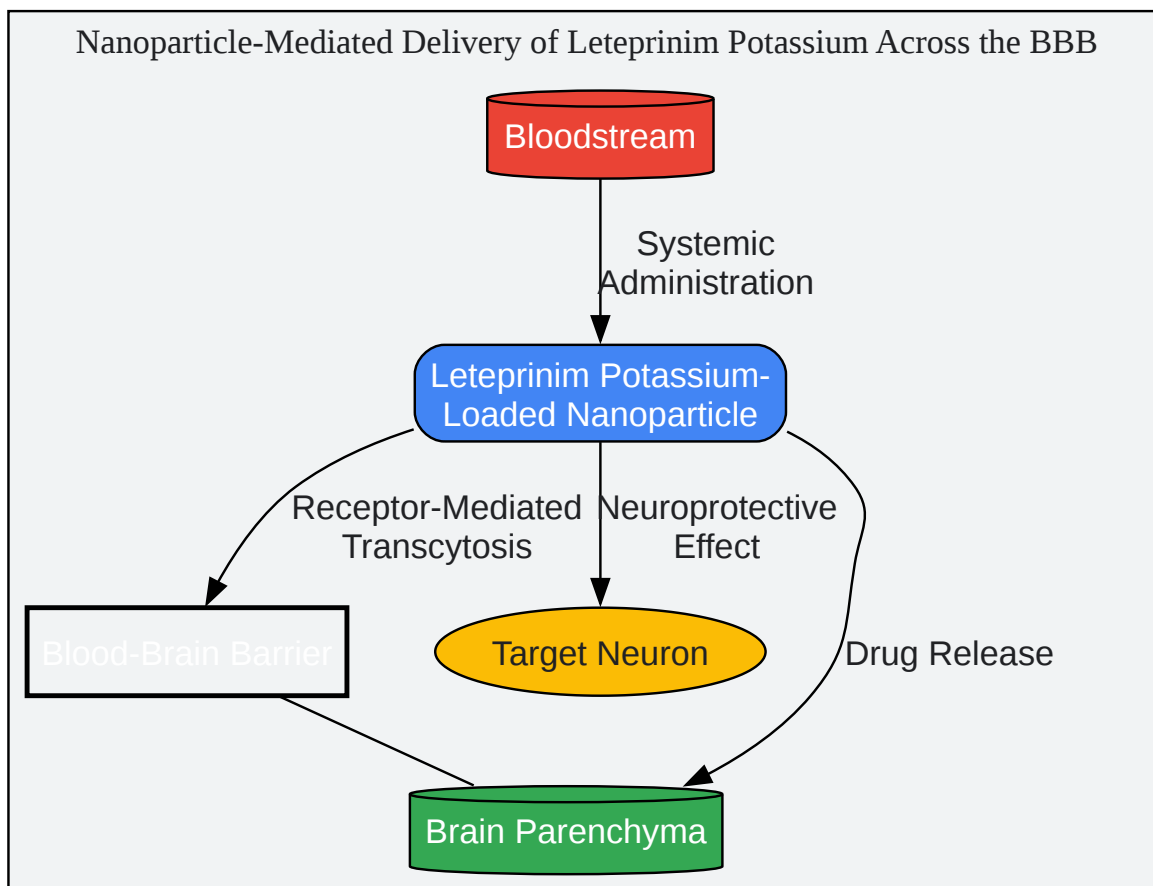 Nanoparticle-Mediated Delivery of Leteprinim Potassium Across the BBB
Bloodstream
Systemic
Administration
Leteprinim Potassium-
Loaded Nanoparticle
Receptor-Mediated
Transcytosis
Neuroprotective
Effect
Blood-Brain Barrier
Target Neuron
Drug Release
Brain Parenchyma